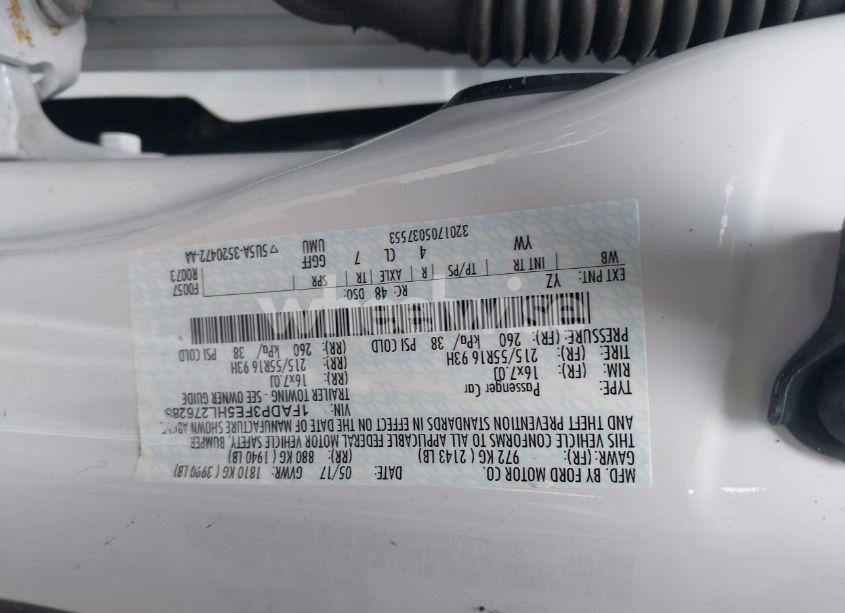 MFD. BY FORD MOTOR CO.
DATE: 05/17 GVWR: 1810 KG ( 3990 LB)
GAWR: (FR): 972 KG ( 2143 LB) (RR): 880 KG ( 1940 LB)
THIS VEHICLE CONFORMS TO ALL APPLICABLE FEDERAL MOTOR VEHICLE SAFETY, BUMPER
AND THEFT PREVENTION STANDARDS IN EFFECT ON THE DATE OF MANUFACTURE SHOWN ABOVE
VIN: 1FADP3FE5HL276285
TYPE: Passenger Car TRAILER TOWING - SEE OWNER GUIDE
RIM: (FR): 16x7.0J (RR): 16x7.0J
TIRE: (FR): 215/55R16 93H (RR): 215/55R16 93H
PRESSURE: (FR): 260 kPa/ 38 PSI COLD (RR): 260 kPa/ 38 PSI COLD
EXT PNT: YZ RC: 48 DSO: F0057
WB INT TR TP/PS R AXLE TR SPR R0073
YW 4 CL 7 GGFF UMU 5U5A-3520472-AA
3201705037553